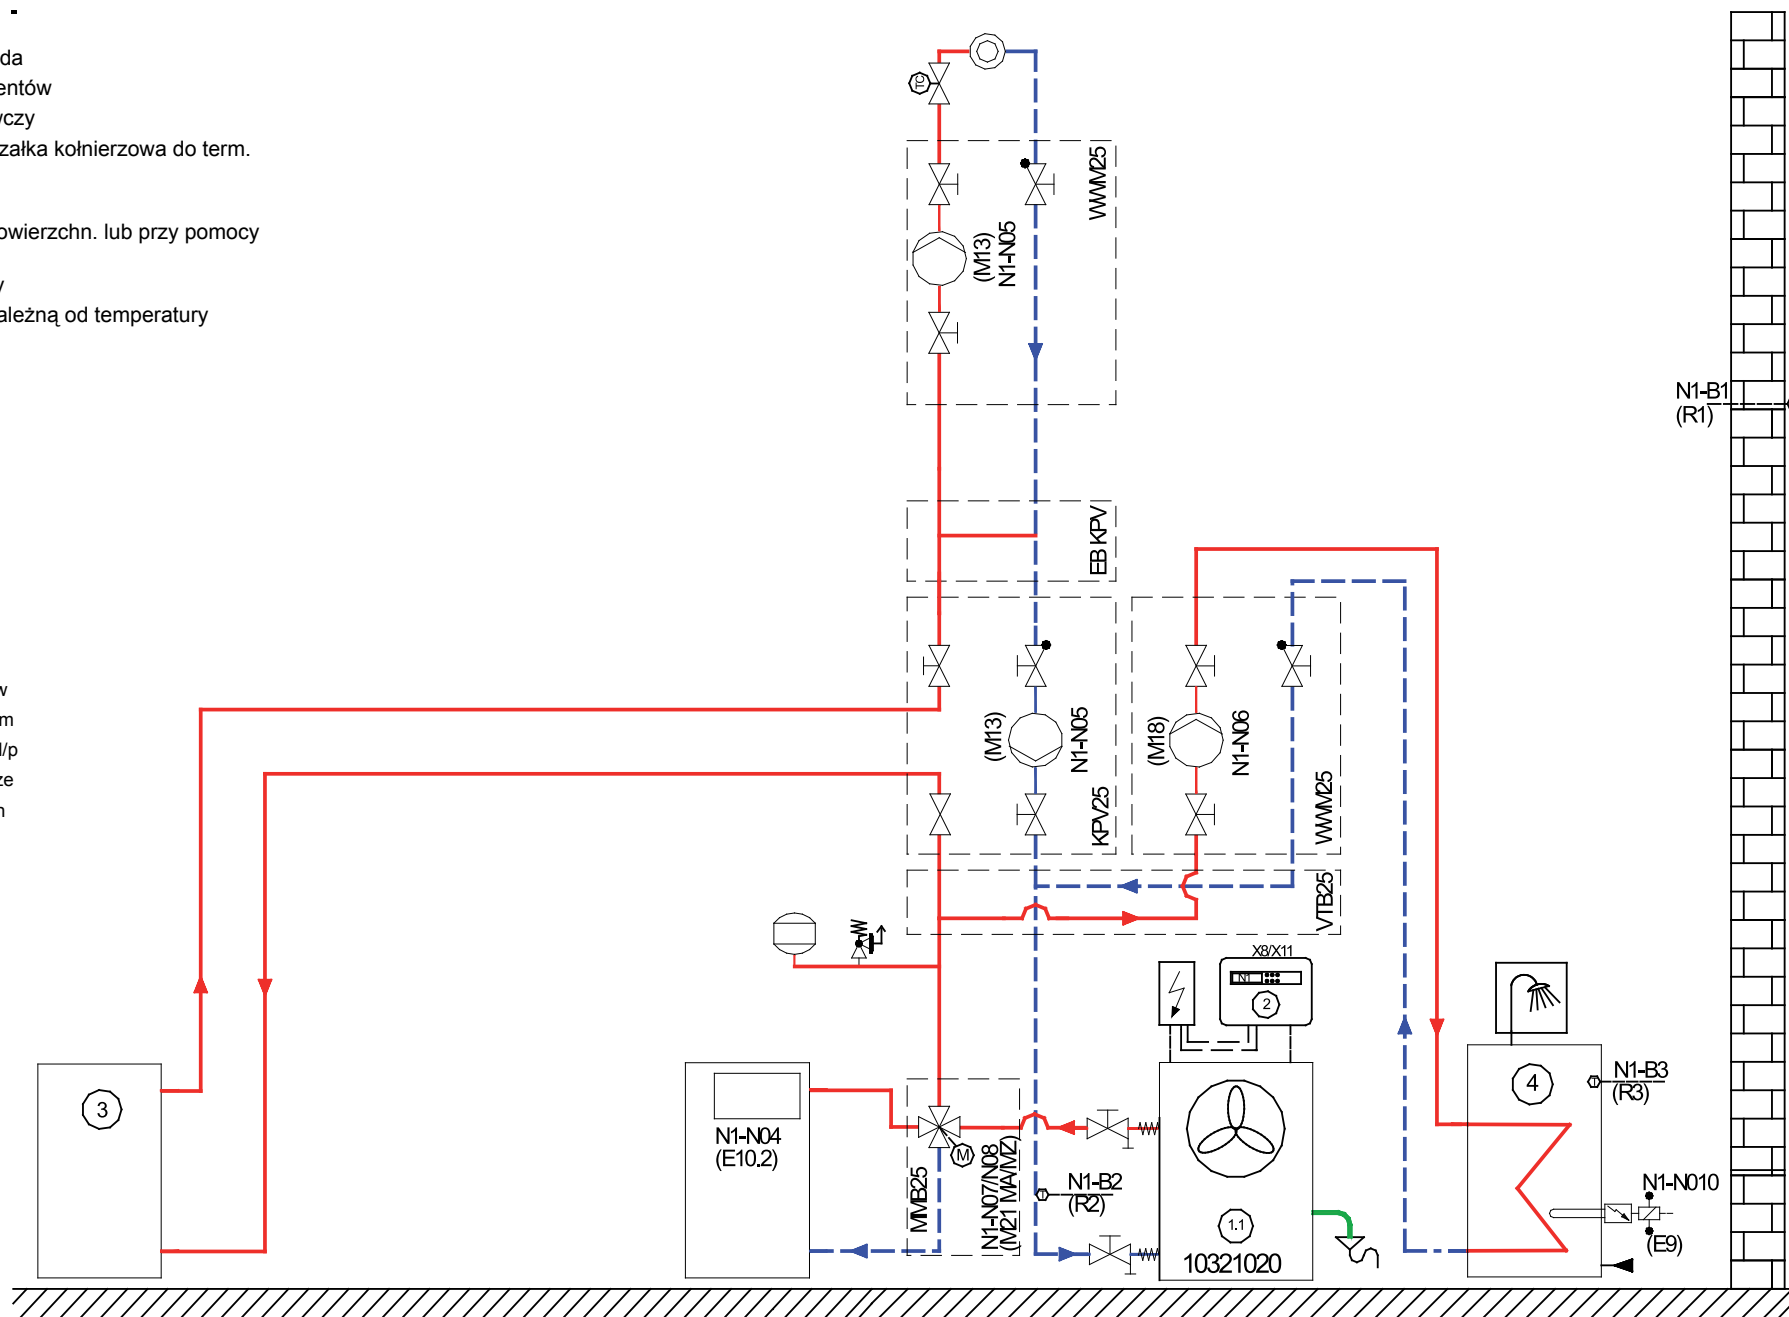 da
entów
wczy
załka kołnierzowa do term.
owierzchn. lub przy pomocy
y
ależną od temperatury
w
m
l/p
ze
h
TC
WWM25
(M13)
N1-N05
N1-B1
(R1)
EB KPV
(M13)
N1-N05
KPV25
(M18)
N1-N06
WWM25
VTB25
X8/X11
N1
2
3
N1-N04
(E10.2)
M
MMB25
N1-N07/N08
(M21 MA/MZ)
N1-B2
(R2)
1.1
10321020
4
N1-B3
(R3)
N1-N010
(E9)